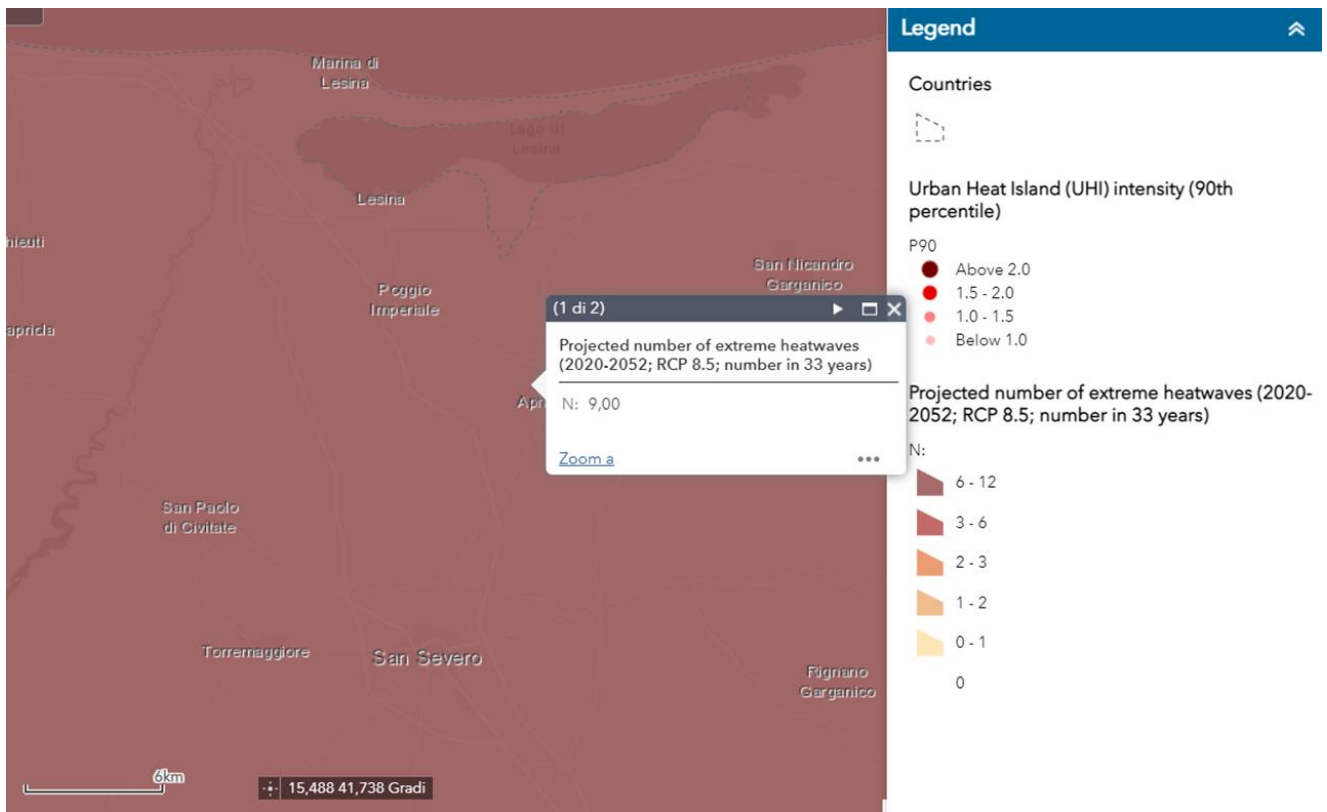 Marina di
Lesina
Lago di
Lesina
Lesina
hieuti
San Nicandro
Garganico
Poggio
Imperiale
apricla
Apri
(1 di 2)
Projected number of extreme heatwaves
(2020-2052; RCP 8.5; number in 33 years)
N: 9,00
Zoom a
San Paolo
di Civitate
Torremaggiore
San Severo
Rignano
Garganico
6km
15,488 41,738 Gradi
Legend
Countries
Urban Heat Island (UHI) intensity (90th
percentile)
P90
Above 2.0
1.5 - 2.0
1.0 - 1.5
Below 1.0
Projected number of extreme heatwaves (2020-
2052; RCP 8.5; number in 33 years)
N:
6 - 12
3 - 6
2 - 3
1 - 2
0 - 1
0